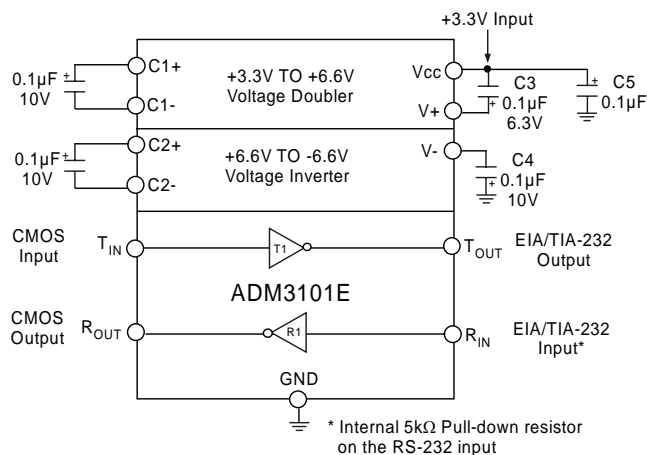 +3.3V Input
C1+
+3.3V TO +6.6V
Voltage Doubler
Vcc
0.1µF
10V
C1-
V+
+
C3
0.1µF
6.3V
+
C5
0.1µF
+
C2+
+6.6V TO -6.6V
Voltage Inverter
V-
0.1µF
10V
C2-
+
C4
0.1µF
10V
+
CMOS
Input
TIN
T1
TOUT
EIA/TIA-232
Output
ADM3101E
CMOS
Output
ROUT
R1
RIN
EIA/TIA-232
Input*
GND
* Internal 5kΩ Pull-down resistor
on the RS-232 input